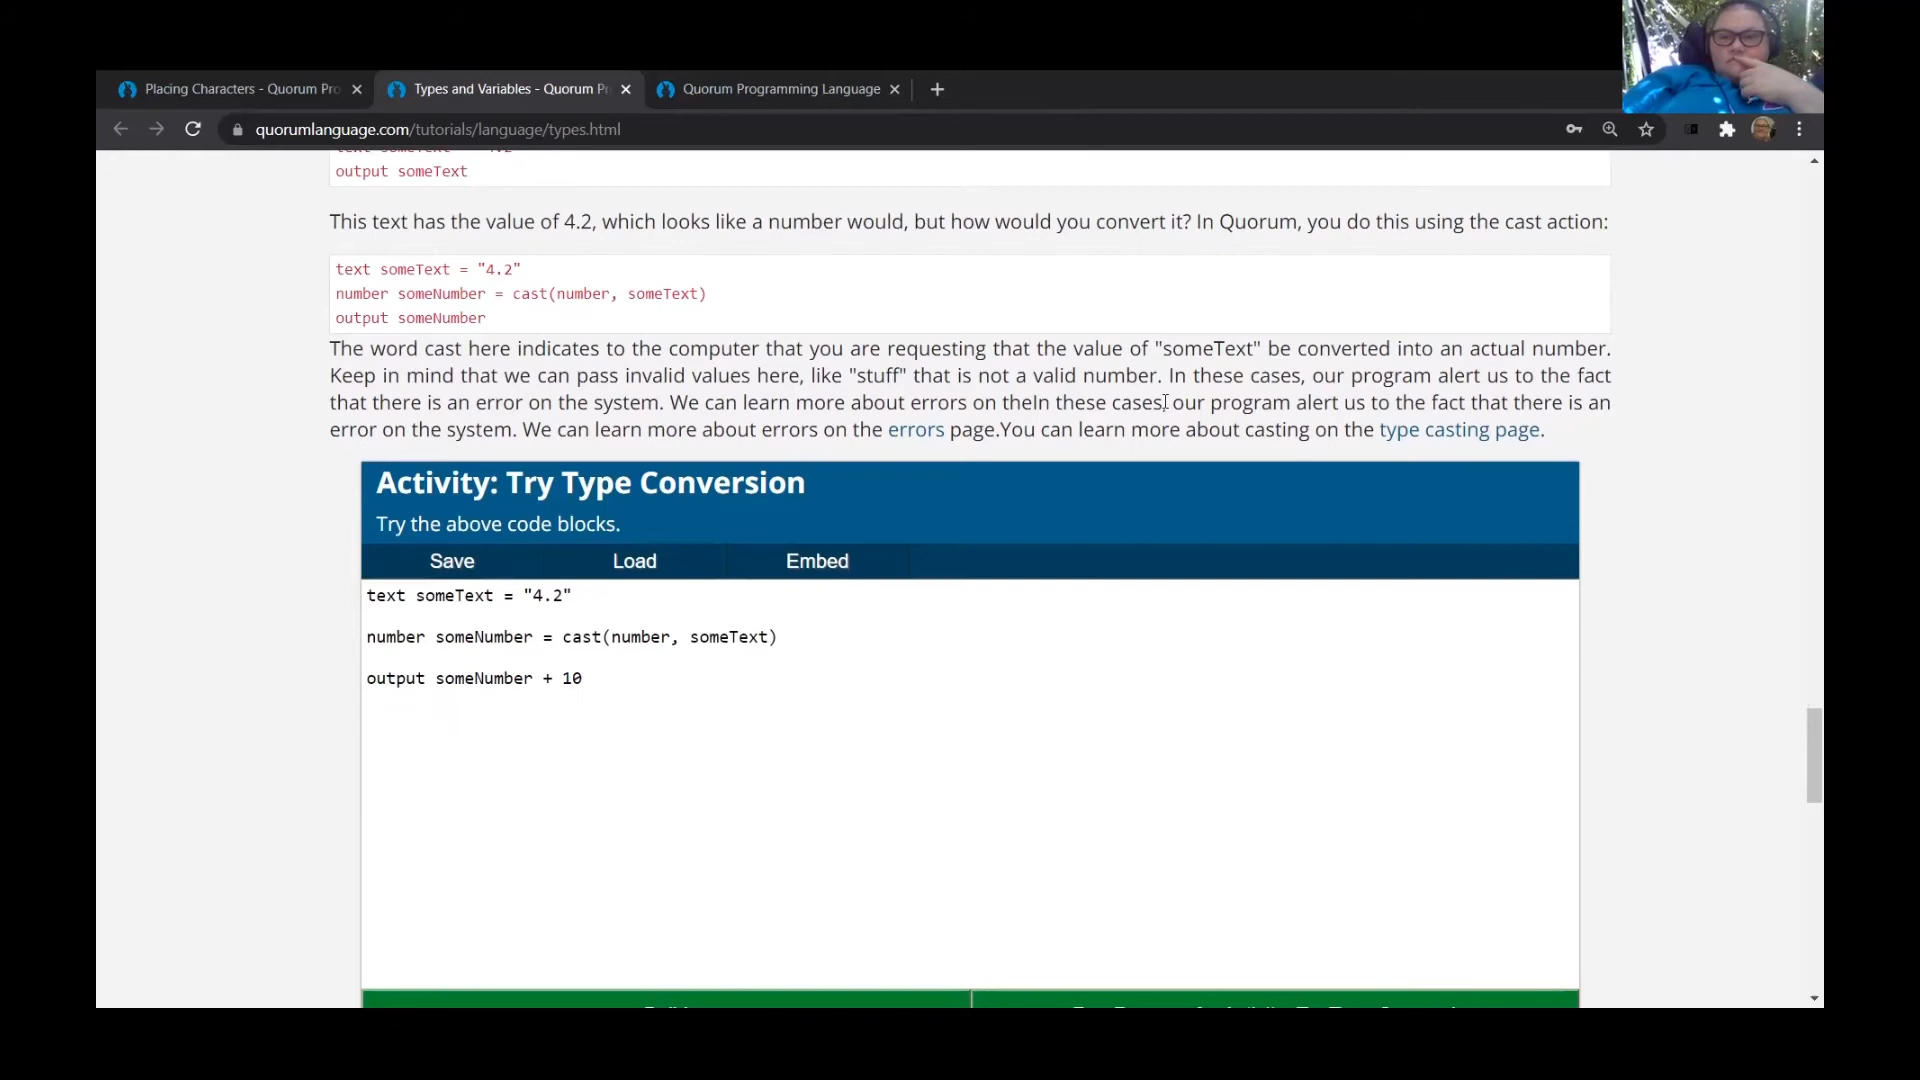 Placing Characters - Quorum Pro
Types and Variables - Quorum Pr
Quorum Programming Language
quorumlanguage.com/tutorials/language/types.html
output someText
This text has the value of 4.2, which looks like a number would, but how would you convert it? In Quorum, you do this using the cast action:
text someText = "4.2"
number someNumber = cast(number, someText)
output someNumber
The word cast here indicates to the computer that you are requesting that the value of "someText" be converted into an actual number.
Keep in mind that we can pass invalid values here, like "stuff" that is not a valid number. In these cases, our program alert us to the fact
that there is an error on the system. We can learn more about errors on theIn these cases, our program alert us to the fact that there is an
error on the system. We can learn more about errors on the errors page.You can learn more about casting on the type casting page.
Activity: Try Type Conversion
Try the above code blocks.
Save
Load
Embed
text someText = "4.2"
number someNumber = cast(number, someText)
output someNumber + 10